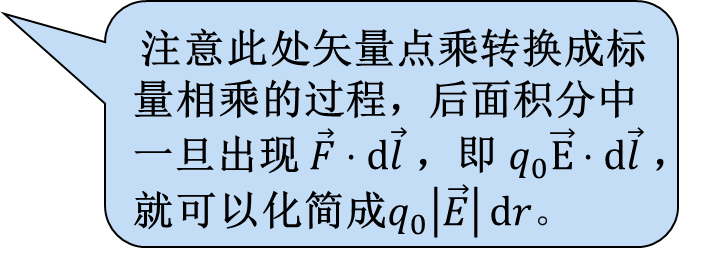 注意此处矢量点乘转换成标
量相乘的过程，后面积分中
一旦出现 $\vec{F} \cdot \mathrm{d}\vec{l}$ ，即 $q_0\vec{\mathrm{E}} \cdot \mathrm{d}\vec{l}$ ，
就可以化简成$q_0|\vec{E}|\,\mathrm{d}r$。